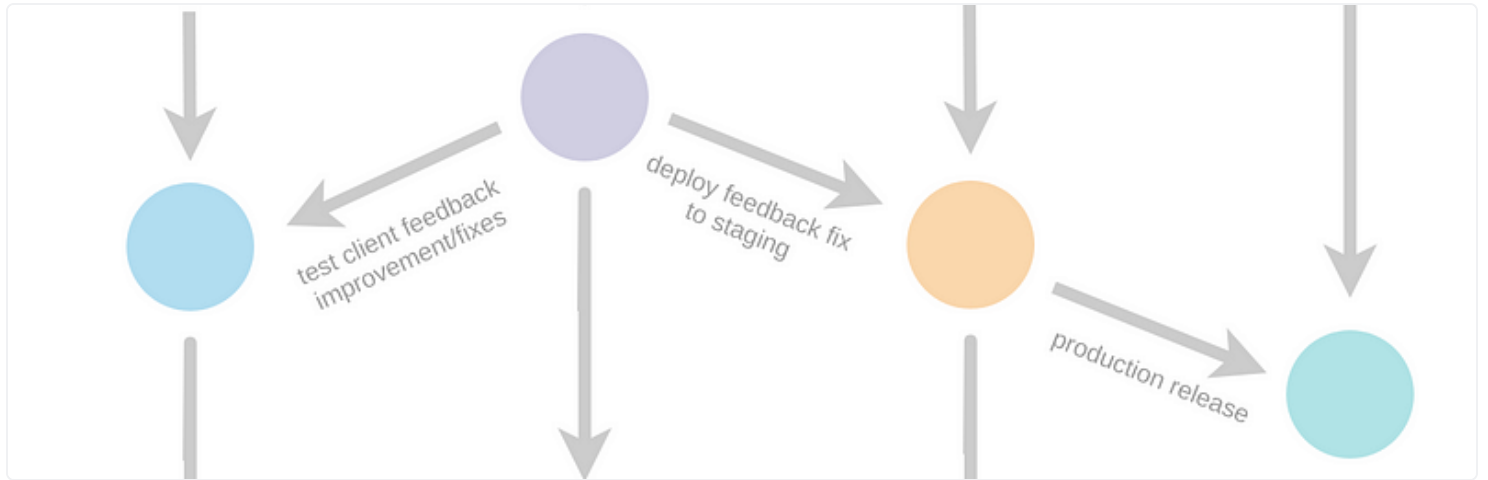 test client feedback
improvement/fixes
deploy feedback fix
to staging
production release